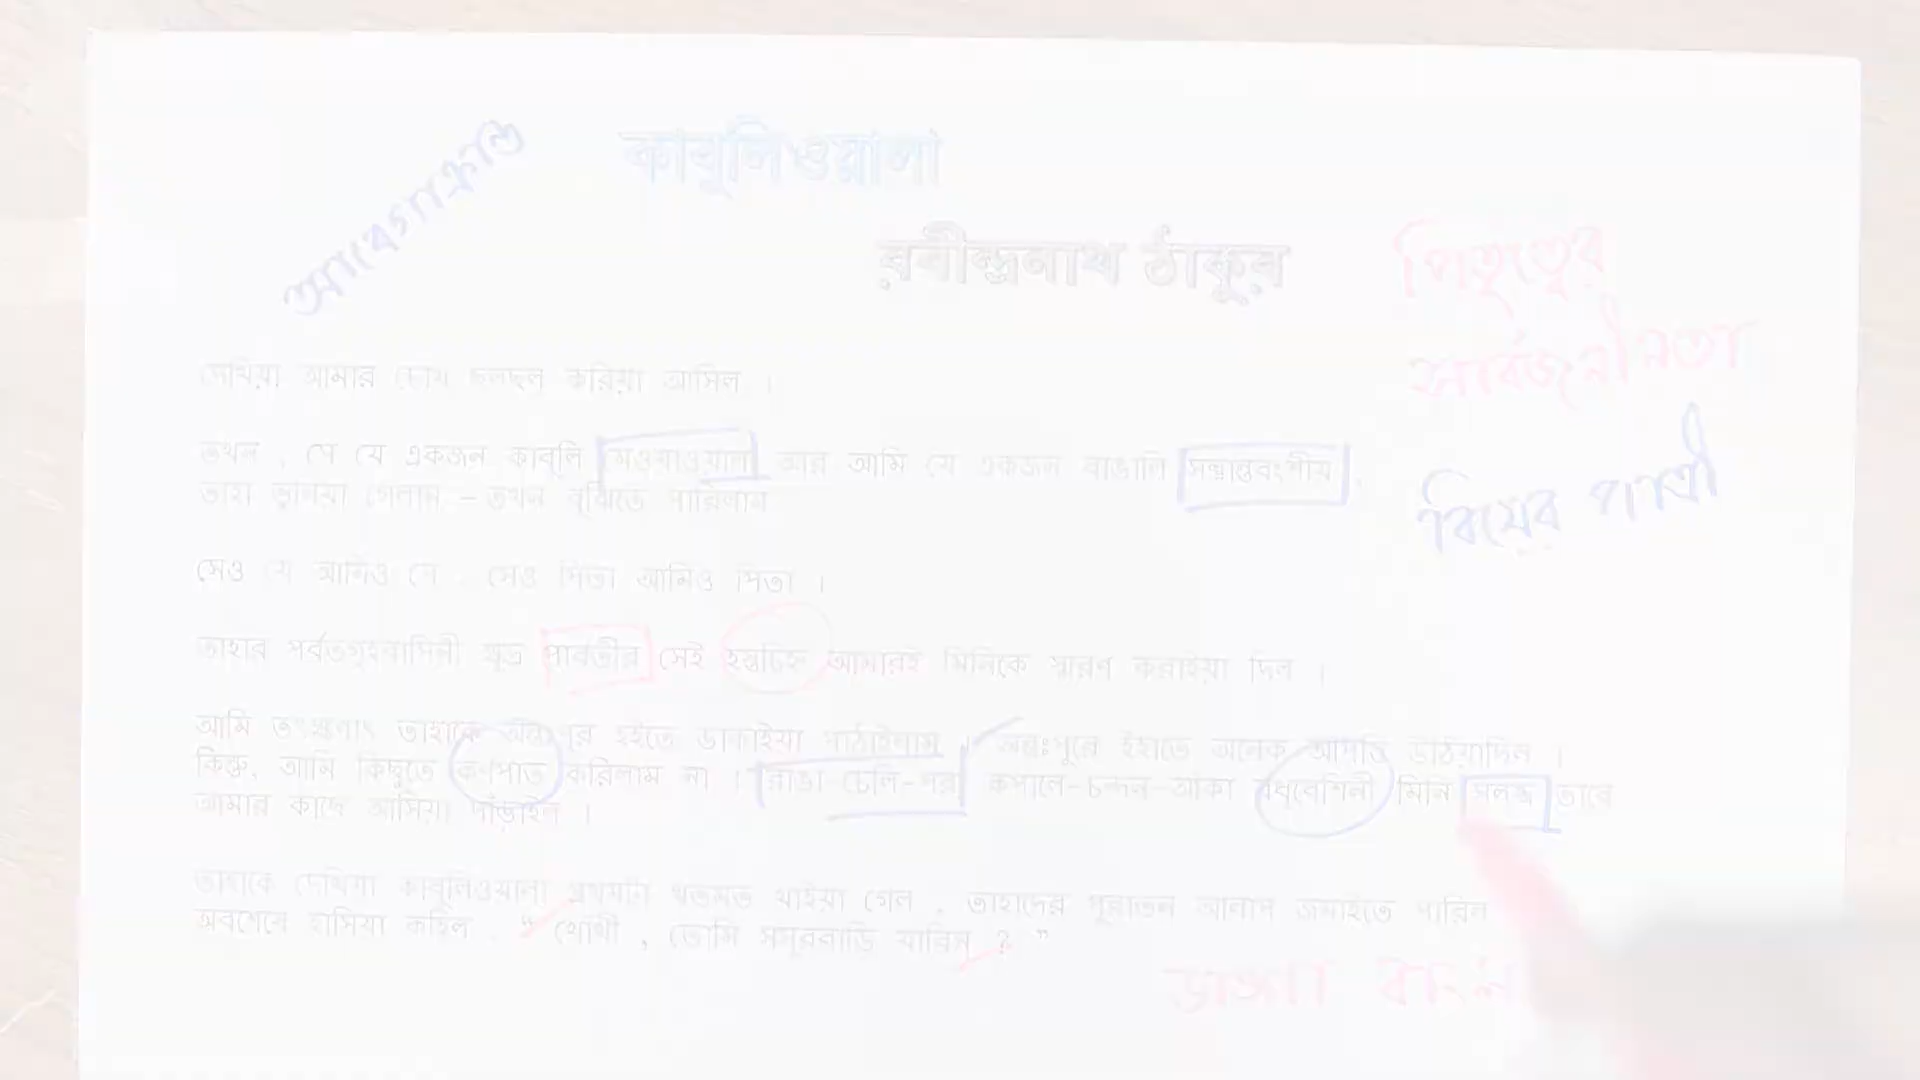 আবেগাক্রান্ত
কাবুলিওয়ালা
রবীন্দ্রনাথ ঠাকুর
পিতৃত্বের
সার্বজনীনতা
দেখিয়া আমার চোখ ছলছল করিয়া আসিল ।
তখন , সে যে একজন কাবুলি মেওয়াওয়ালা আর আমি যে একজন বাঙালি সম্ভ্রান্তবংশীয় ,
তাহা ভুলিয়া গেলাম – তখন বুঝিতে পারিলাম
বিয়ের পাত্রী
সেও যে আমিও সে , সেও পিতা আমিও পিতা ।
তাহার পর্বতগৃহবাসিনী ক্ষুদ্র পার্বতীর সেই হস্তচিহ্ন আমারই মিনিকে স্মরণ করাইয়া দিল ।
আমি তৎক্ষণাৎ তাহাকে অন্তঃপুর হইতে ডাকাইয়া পাঠাইলাম । অন্তঃপুরে ইহাতে অনেক আপত্তি উঠিয়াছিল ।
কিন্তু, আমি কিছুতে কর্ণপাত করিলাম না । রাঙা-চেলি-পরা কপালে-চন্দন-আঁকা বধূবেশিনী মিনি সলজ্জ ভাবে
আমার কাছে আসিয়া দাঁড়াইল ।
তাহাকে দেখিয়া কাবুলিওয়ালা প্রথমটা থতমত খাইয়া গেল , তাহাদের পুরাতন আলাপ জমাইতে পারিল
অবশেষে হাসিয়া কহিল , “ খোঁখী , তোমি সসুরবাড়ি যাবিস ? ”
ভাঙ্গা